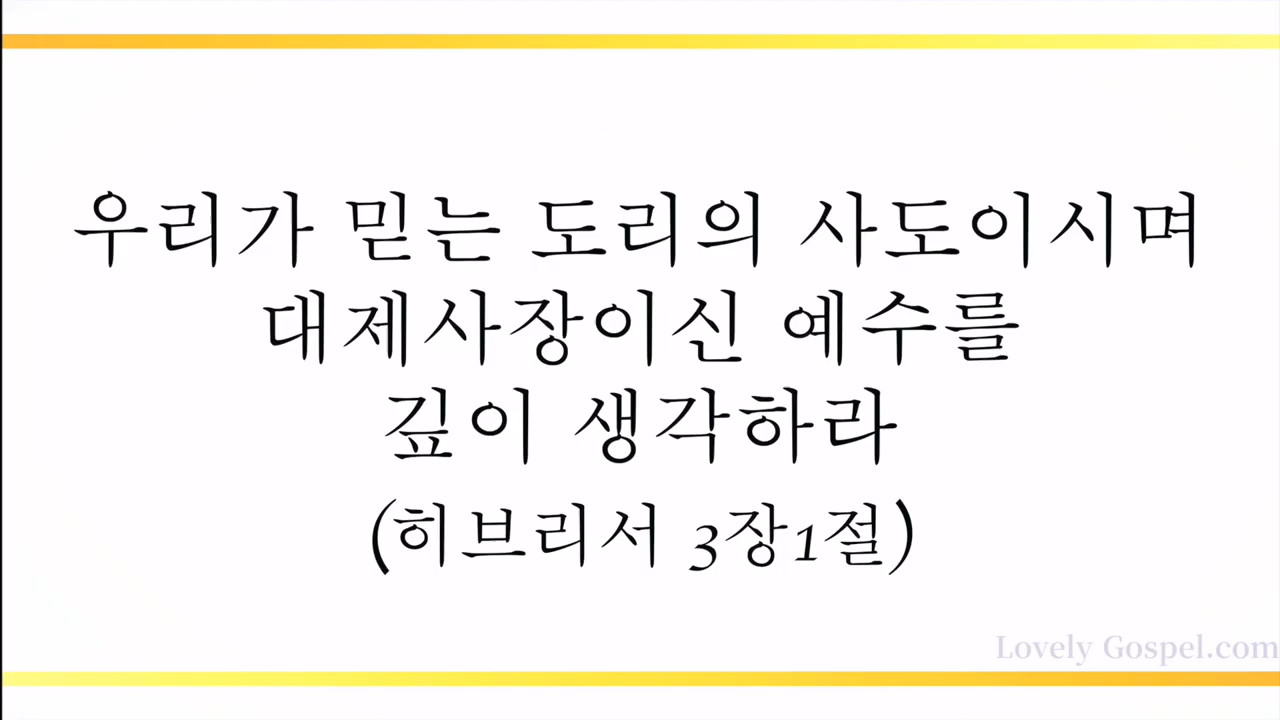 우리가 믿는 도리의 사도이시며
대제사장이신 예수를
깊이 생각하라
(히브리서 3장1절)
Lovely Gospel.com